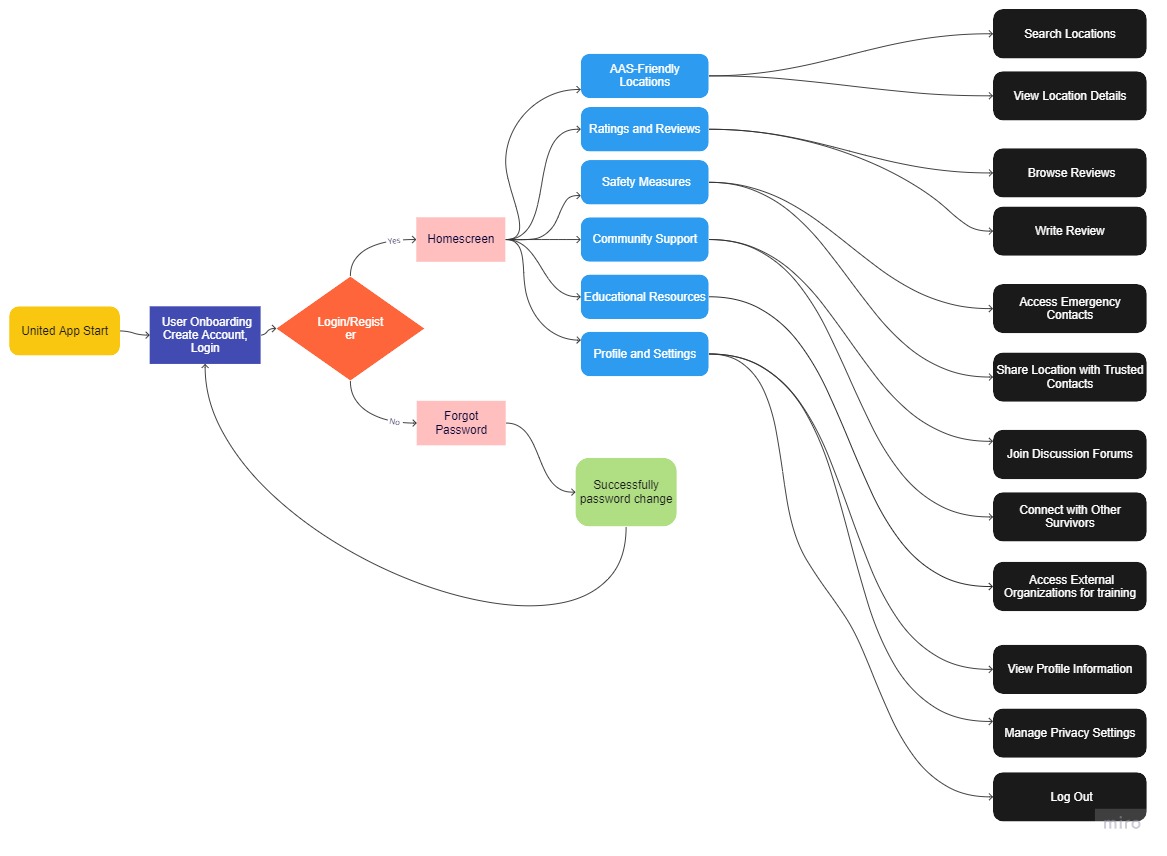 United App Start
User Onboarding
Create Account,
Login
Login/Regist
er
Yes
No
Homescreen
Forgot
Password
Successfully
password change
AAS-Friendly
Locations
Ratings and Reviews
Safety Measures
Community Support
Educational Resources
Profile and Settings
Search Locations
View Location Details
Browse Reviews
Write Review
Access Emergency
Contacts
Share Location with Trusted
Contacts
Join Discussion Forums
Connect with Other
Survivors
Access External
Organizations for training
View Profile Information
Manage Privacy Settings
Log Out
miro